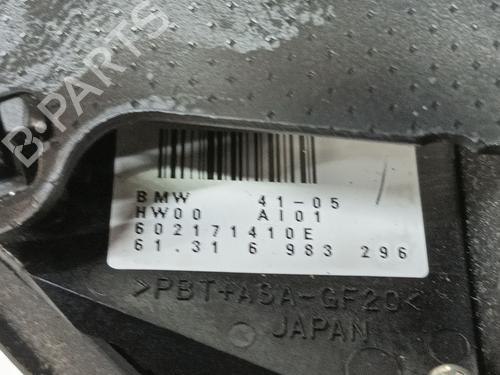 B-PARTS
BMW 41-05
HW00 AI01
602171410E
61.31 6 983 296
>PBT+ASA-GF20<
JAPAN